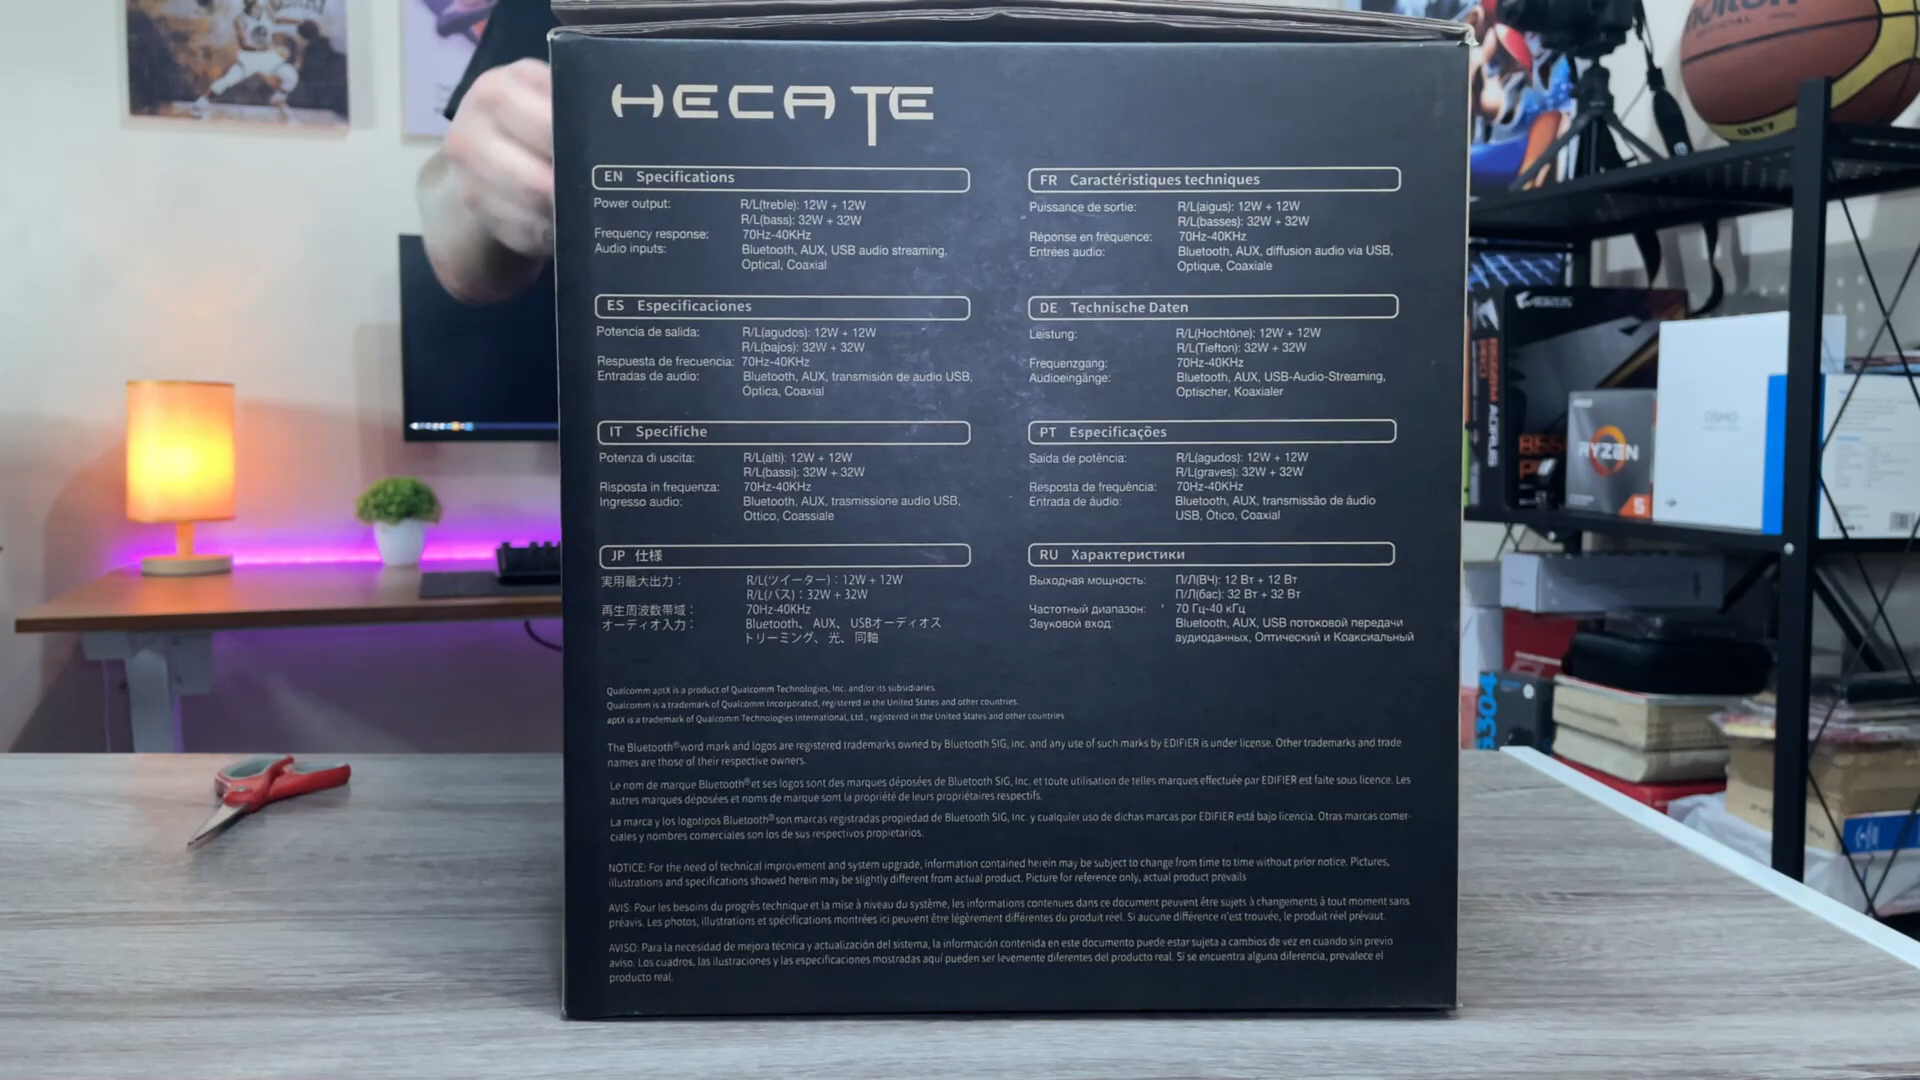 HECATE
EN Specifications
Power output: R/L(treble): 12W + 12W
R/L(bass): 32W + 32W
Frequency response: 70Hz-40KHz
Audio inputs: Bluetooth, AUX, USB audio streaming,
Optical, Coaxial
FR Caractéristiques techniques
Puissance de sortie: R/L(aigus): 12W + 12W
R/L(basses): 32W + 32W
Réponse en fréquence: 70Hz-40KHz
Entrées audio: Bluetooth, AUX, diffusion audio via USB,
Optique, Coaxiale
ES Especificaciones
Potencia de salida: R/L(agudos): 12W + 12W
R/L(bajos): 32W + 32W
Respuesta de frecuencia: 70Hz-40KHz
Entradas de audio: Bluetooth, AUX, transmisión de audio USB,
Óptica, Coaxial
DE Technische Daten
Leistung: R/L(Hochtöne): 12W + 12W
R/L(Tiefton): 32W + 32W
Frequenzgang: 70Hz-40KHz
Audioeingänge: Bluetooth, AUX, USB-Audio-Streaming,
Optischer, Koaxialer
IT Specifiche
Potenza di uscita: R/L(alti): 12W + 12W
R/L(bassi): 32W + 32W
Risposta in frequenza: 70Hz-40KHz
Ingresso audio: Bluetooth, AUX, trasmissione audio USB,
Ottico, Coassiale
PT Especificações
Saída de potência: R/L(agudos): 12W + 12W
R/L(graves): 32W + 32W
Resposta de frequência: 70Hz-40KHz
Entrada de áudio: Bluetooth, AUX, transmissão de áudio
USB, Ótico, Coaxial
JP 仕様
実用最大出力： R/L(ツイーター)：12W + 12W
R/L(バス)：32W + 32W
再生周波数帯域： 70Hz-40KHz
オーディオ入力： Bluetooth、 AUX、 USBオーディオス
トリーミング、 光、 同軸
RU Характеристики
Выходная мощность: П/Л(ВЧ): 12 Вт + 12 Вт
П/Л(бас): 32 Вт + 32 Вт
Частотный диапазон: 70 Гц-40 кГц
Звуковой вход: Bluetooth, AUX, USB потоковой передачи
аудиоданных, Оптический и Коаксиальный
Qualcomm aptX is a product of Qualcomm Technologies, Inc. and/or its subsidiaries.
Qualcomm is a trademark of Qualcomm Incorporated, registered in the United States and other countries.
aptX is a trademark of Qualcomm Technologies International, Ltd., registered in the United States and other countries
The Bluetooth® word mark and logos are registered trademarks owned by Bluetooth SIG, Inc. and any use of such marks by EDIFIER is under license. Other trademarks and trade
names are those of their respective owners.
Le nom de marque Bluetooth® et ses logos sont des marques déposées de Bluetooth SIG, Inc. et toute utilisation de telles marques effectuée par EDIFIER est faite sous licence. Les
autres marques déposées et noms de marque sont la propriété de leurs propriétaires respectifs.
La marca y los logotipos Bluetooth® son marcas registradas propiedad de Bluetooth SIG, Inc. y cualquier uso de dichas marcas por EDIFIER está bajo licencia. Otras marcas comer-
ciales y nombres comerciales son los de sus respectivos propietarios.
NOTICE: For the need of technical improvement and system upgrade, information contained herein may be subject to change from time to time without prior notice. Pictures,
illustrations and specifications showed herein may be slightly different from actual product. Picture for reference only, actual product prevails
AVIS: Pour les besoins du progrès technique et la mise à niveau du système, les informations contenues dans ce document peuvent être sujets à changements à tout moment sans
préavis. Les photos, illustrations et spécifications montrées ici peuvent être légèrement différentes du produit réel. Si aucune différence n'est trouvée, le produit réel prévaut.
AVISO: Para la necesidad de mejora técnica y actualización del sistema, la información contenida en este documento puede estar sujeta a cambios de vez en cuando sin previo
aviso. Los cuadros, las ilustraciones y las especificaciones mostradas aquí pueden ser levemente diferentes del producto real. Si se encuentra alguna diferencia, prevalece el
producto real.
molten
GR7
AORUS
B550M AORUS
RYZEN
5
G304